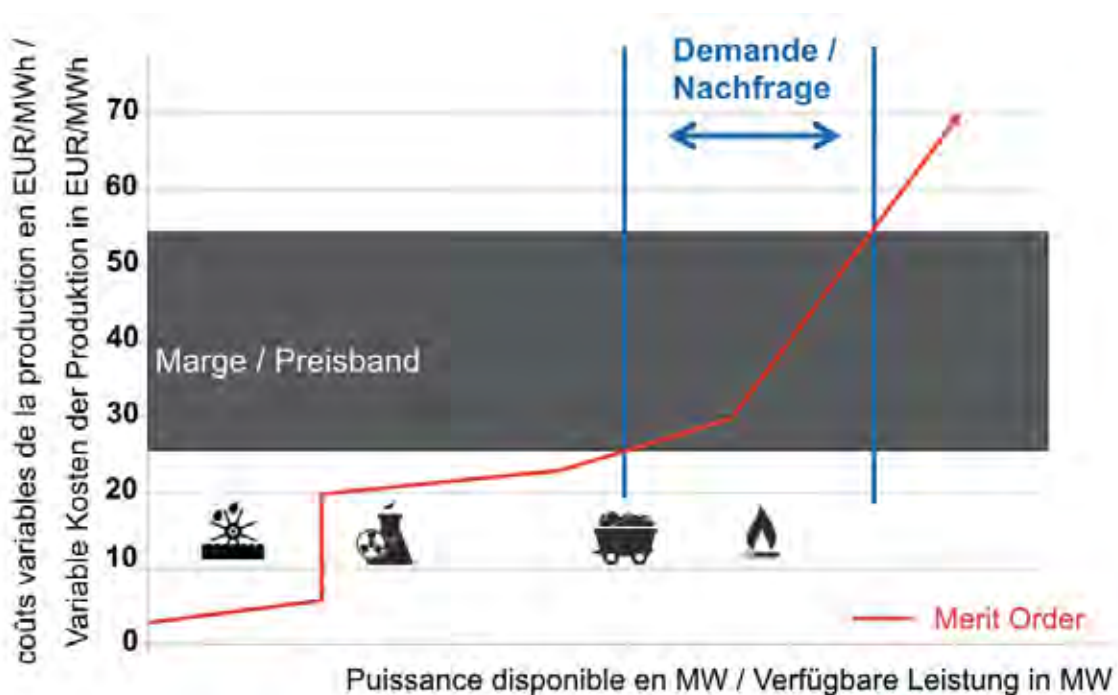 coûts variables de la production en EUR/MWh /
Variable Kosten der Produktion in EUR/MWh
Demande /
Nachfrage
70
60
50
40
Marge / Preisband
30
20
10
0
Merit Order
Puissance disponible en MW / Verfügbare Leistung in MW